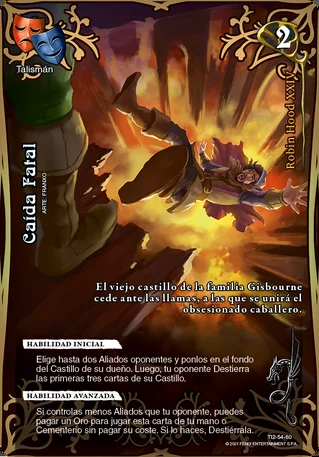 2
Talismán
Robin Hood XXIV
Caída Fatal
ARTE: FRANXO
El viejo castillo de la familia Gisbourne
cede ante las llamas, a las que se unirá el
obsesionado caballero.
HABILIDAD INICIAL
Elige hasta dos Aliados oponentes y ponlos en el fondo
del Castillo de su dueño. Luego, tu oponente Destierra
las primeras tres cartas de su Castillo.
HABILIDAD AVANZADA
Si controlas menos Aliados que tu oponente, puedes
pagar un Oro para jugar esta carta de tu mano o
Cementerio sin pagar su coste. Si lo haces, Destiérrala.
TI2-54-60
© 2021 FENIX ENTERTAINMENT S.P.A.